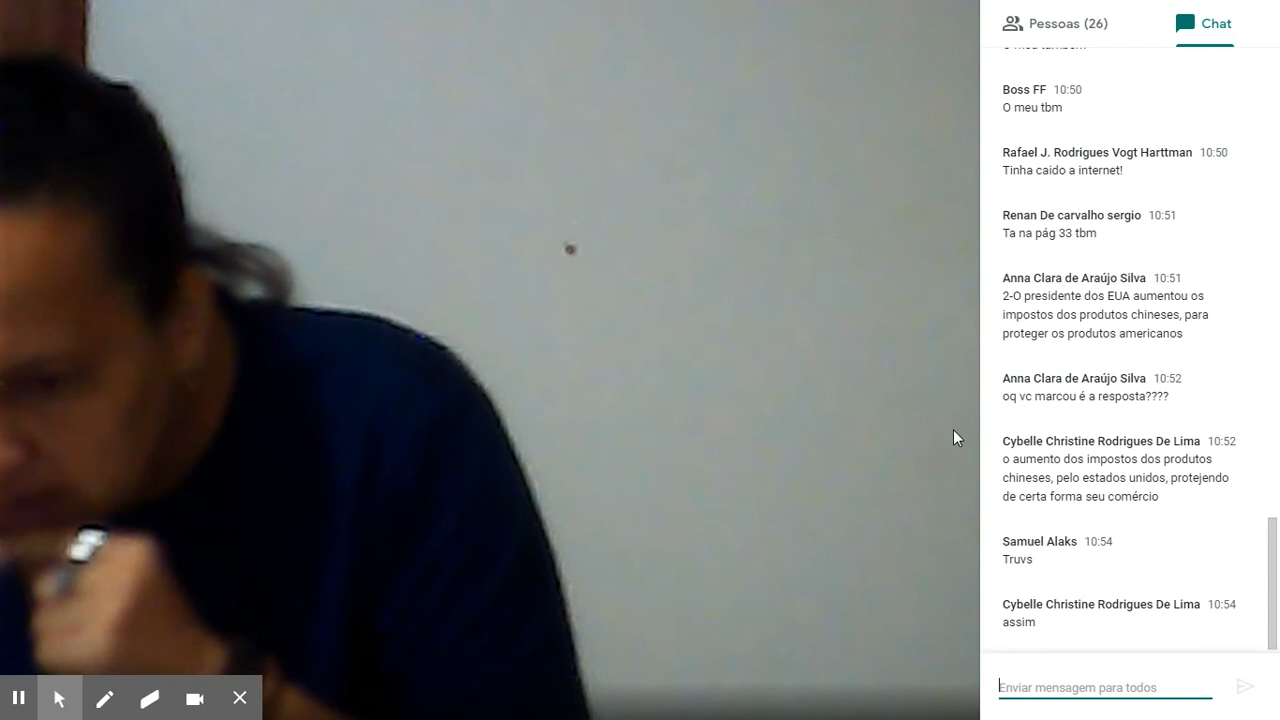 Pessoas (26)
Chat
Boss FF 10:50
O meu tbm
Rafael J. Rodrigues Vogt Harttman 10:50
Tinha caido a internet!
Renan De carvalho sergio 10:51
Ta na pág 33 tbm
Anna Clara de Araújo Silva 10:51
2-O presidente dos EUA aumentou os
impostos dos produtos chineses, para
proteger os produtos americanos
Anna Clara de Araújo Silva 10:52
oq vc marcou é a resposta????
Cybelle Christine Rodrigues De Lima 10:52
o aumento dos impostos dos produtos
chineses, pelo estados unidos, protejendo
de certa forma seu comércio
Samuel Alaks 10:54
Truvs
Cybelle Christine Rodrigues De Lima 10:54
assim
Enviar mensagem para todos